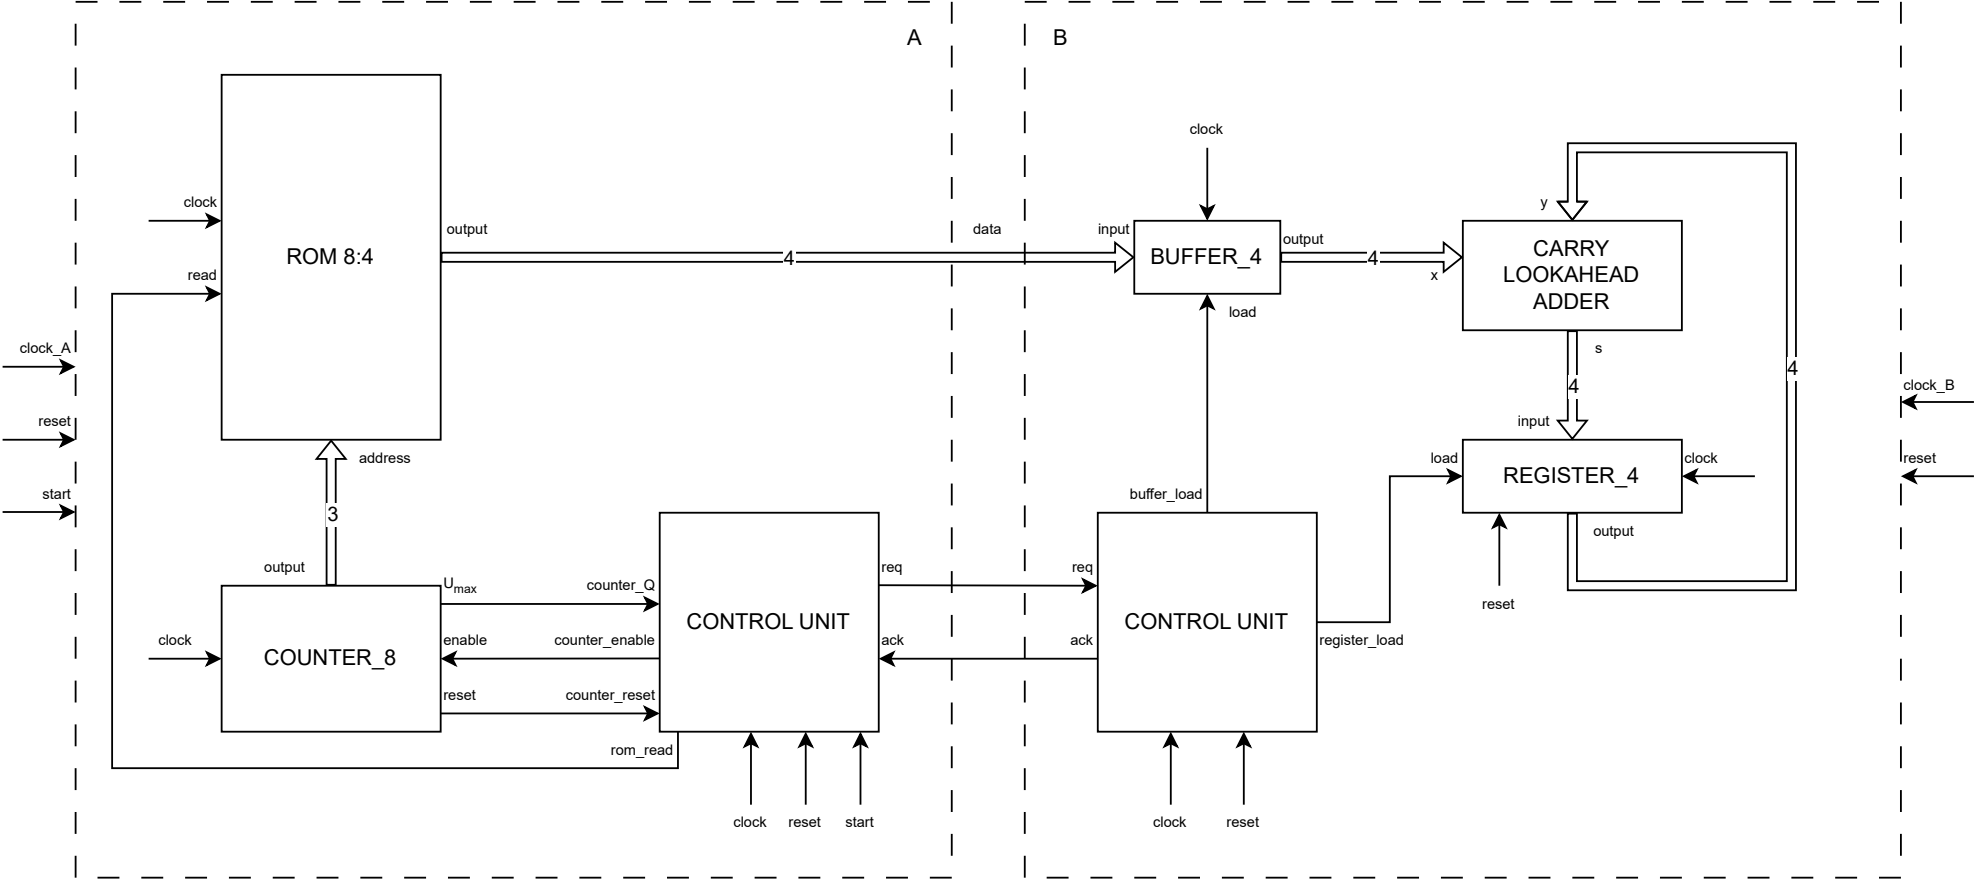 A
B
clock
clock
output
data
input
output
y
ROM 8:4
4
BUFFER_4
4
CARRY
LOOKAHEAD
ADDER
read
x
load
clock_A
s
4
4
clock_B
reset
input
address
load
clock
reset
REGISTER_4
start
3
buffer_load
output
output
Umax
counter_Q
req
req
reset
clock
COUNTER_8
enable
counter_enable
CONTROL UNIT
ack
ack
CONTROL UNIT
register_load
reset
counter_reset
rom_read
clock
reset
start
clock
reset